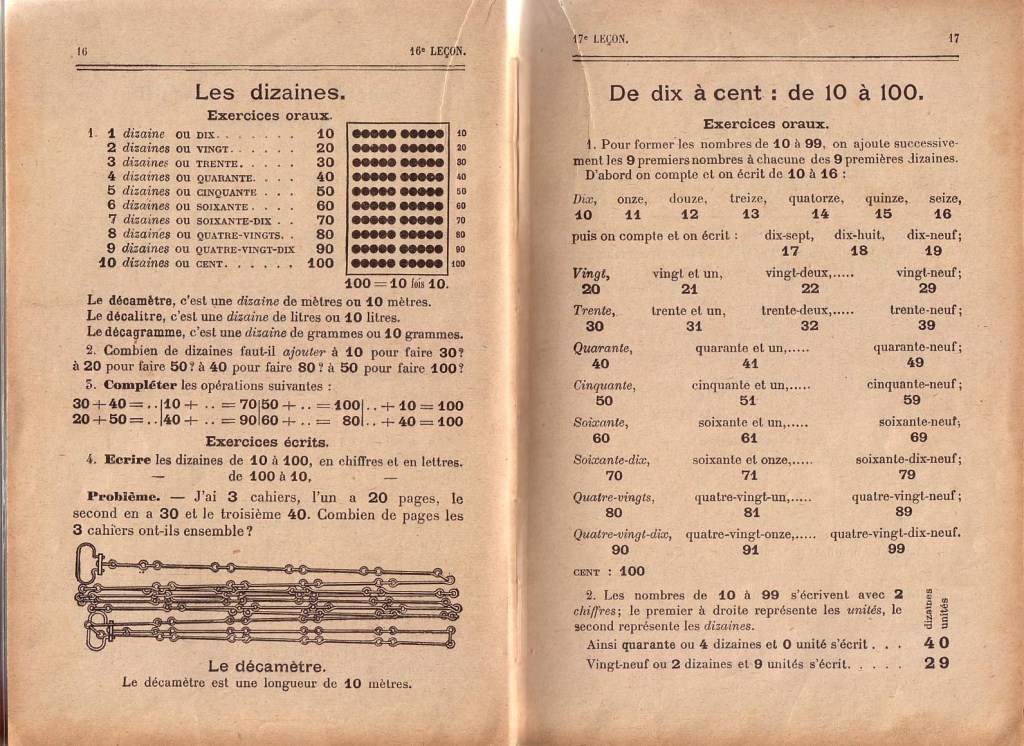 16
16e LEÇON.
Les dizaines.
Exercices oraux.
1. 1 dizaine ou DIX. . . . . . . 10
2 dizaines ou VINGT. . . . . . 20
3 dizaines ou TRENTE. . . . . 30
4 dizaines ou QUARANTE. . . . 40
5 dizaines ou CINQUANTE . . . 50
6 dizaines ou SOIXANTE . . . . 60
7 dizaines ou SOIXANTE-DIX . . 70
8 dizaines ou QUATRE-VINGTS. . 80
9 dizaines ou QUATRE-VINGT-DIX 90
10 dizaines ou CENT. . . . . . 100
10
20
30
40
50
60
70
80
90
100
100 = 10 fois 10.
Le décamètre, c'est une dizaine de mètres ou 10 mètres.
Le décalitre, c'est une dizaine de litres ou 10 litres.
Le décagramme, c'est une dizaine de grammes ou 10 grammes.
2. Combien de dizaines faut-il ajouter à 10 pour faire 30?
à 20 pour faire 50? à 40 pour faire 80? à 50 pour faire 100?
3. Compléter les opérations suivantes :
30 + 40 = ..|10 + .. = 70|50 + .. = 100|.. + 10 = 100
20 + 50 = ..|40 + .. = 90|60 + .. = 80|.. + 40 = 100
Exercices écrits.
4. Ecrire les dizaines de 10 à 100, en chiffres et en lettres.
— de 100 à 10, —
Problème. — J'ai 3 cahiers, l'un a 20 pages, le
second en a 30 et le troisième 40. Combien de pages les
3 cahiers ont-ils ensemble?
Le décamètre.
Le décamètre est une longueur de 10 mètres.
17e LEÇON.
17
De dix à cent : de 10 à 100.
Exercices oraux.
1. Pour former les nombres de 10 à 99, on ajoute successive-
ment les 9 premiers nombres à chacune des 9 premières dizaines.
D'abord on compte et on écrit de 10 à 16 :
Dix, onze, douze, treize, quatorze, quinze, seize,
10 11 12 13 14 15 16
puis on compte et on écrit : dix-sept, dix-huit, dix-neuf;
17 18 19
Vingt, vingt et un, vingt-deux,..... vingt-neuf;
20 21 22 29
Trente, trente et un, trente-deux,..... trente-neuf;
30 31 32 39
Quarante, quarante et un,..... quarante-neuf;
40 41 49
Cinquante, cinquante et un,..... cinquante-neuf;
50 51 59
Soixante, soixante et un,..... soixante-neuf;
60 61 69
Soixante-dix, soixante et onze,..... soixante-dix-neuf;
70 71 79
Quatre-vingts, quatre-vingt-un,..... quatre-vingt-neuf;
80 81 89
Quatre-vingt-dix, quatre-vingt-onze,..... quatre-vingt-dix-neuf.
90 91 99
CENT : 100
2. Les nombres de 10 à 99 s'écrivent avec 2
chiffres; le premier à droite représente les unités, le
second représente les dizaines.
dizaines
unités
Ainsi quarante ou 4 dizaines et 0 unité s'écrit . . . 4 0
Vingt-neuf ou 2 dizaines et 9 unités s'écrit. . . . . 2 9